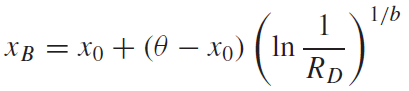 x_B = x_0 + (θ − x_0) (ln 1/R_D)^{1/b}